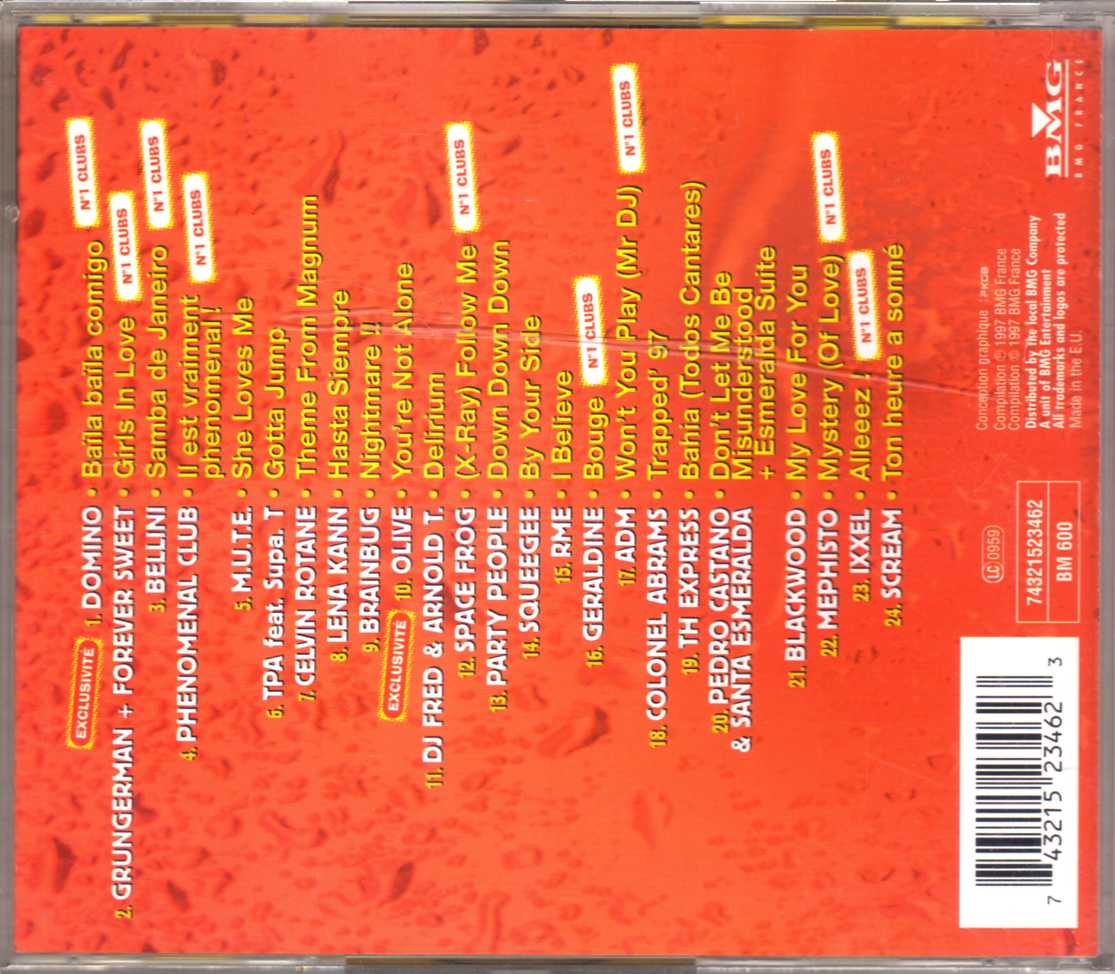 EXCLUSIVITÉ 1. DOMINO • Baïla baïla comigo N°1 CLUBS
2. GRUNGERMAN + FOREVER SWEET • Girls In Love N°1 CLUBS
3. BELLINI • Samba de Janeiro N°1 CLUBS
4. PHENOMENAL CLUB • Il est vraiment N°1 CLUBS
phenomenal !
5. M.U.T.E. • She Loves Me
6. TPA feat. Supa. T • Gotta Jump
7. CELVIN ROTANE • Theme From Magnum
8. LENA KANN • Hasta Siempre
9. BRAINBUG • Nightmare !!
EXCLUSIVITÉ 10. OLIVE • You're Not Alone
11. DJ FRED & ARNOLD T. • Delirium
12. SPACE FROG • (X-Ray) Follow Me N°1 CLUBS
13. PARTY PEOPLE • Down Down Down
14. SQUEEGEE • By Your Side
15. RME • I Believe
16. GERALDINE • Bouge N°1 CLUBS
17. ADM • Won't You Play (Mr DJ) N°1 CLUBS
18. COLONEL ABRAMS • Trapped' 97
19. TH EXPRESS • Bahia (Todos Cantares)
20. PEDRO CASTANO • Don't Let Me Be
& SANTA ESMERALDA Misunderstood
+ Esmeralda Suite
21. BLACKWOOD • My Love For You
22. MEPHISTO • Mystery (Of Love) N°1 CLUBS
23. IXXEL • Alleeez !! N°1 CLUBS
24. SCREAM • Ton heure a sonné
7 43215 23462 3
LC 0959
74321523462
BM 600
Conception graphique :
Compilation ℗ 1997 BMG France
Compilation © 1997 BMG France
Distributed by the local BMG Company
A unit of BMG Entertainment
All trademarks and logos are protected
Made in the E.U.
BMG
BMG FRANCE